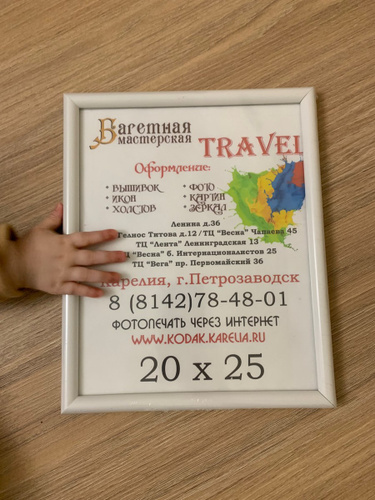 Багетная
мастерская
TRAVEL
Оформление:
• ВЫШИВОК • ФОТО
• ИКОН • КАРТИН
• ХОЛСТОВ • ЗЕРКАЛ
Ленина д.36
Гелиос Титова д.12 / ТЦ "Весна" Чапаева 45
ТЦ "Лента" Ленинградская 13
ТЦ "Весна" б. Интернационалистов 25
ТЦ "Вега" пр. Первомайский 36
Карелия, г.Петрозаводск
8 (8142)78-48-01
ФОТОПЕЧАТЬ ЧЕРЕЗ ИНТЕРНЕТ
WWW.KODAK.KARELIA.RU
20 x 25